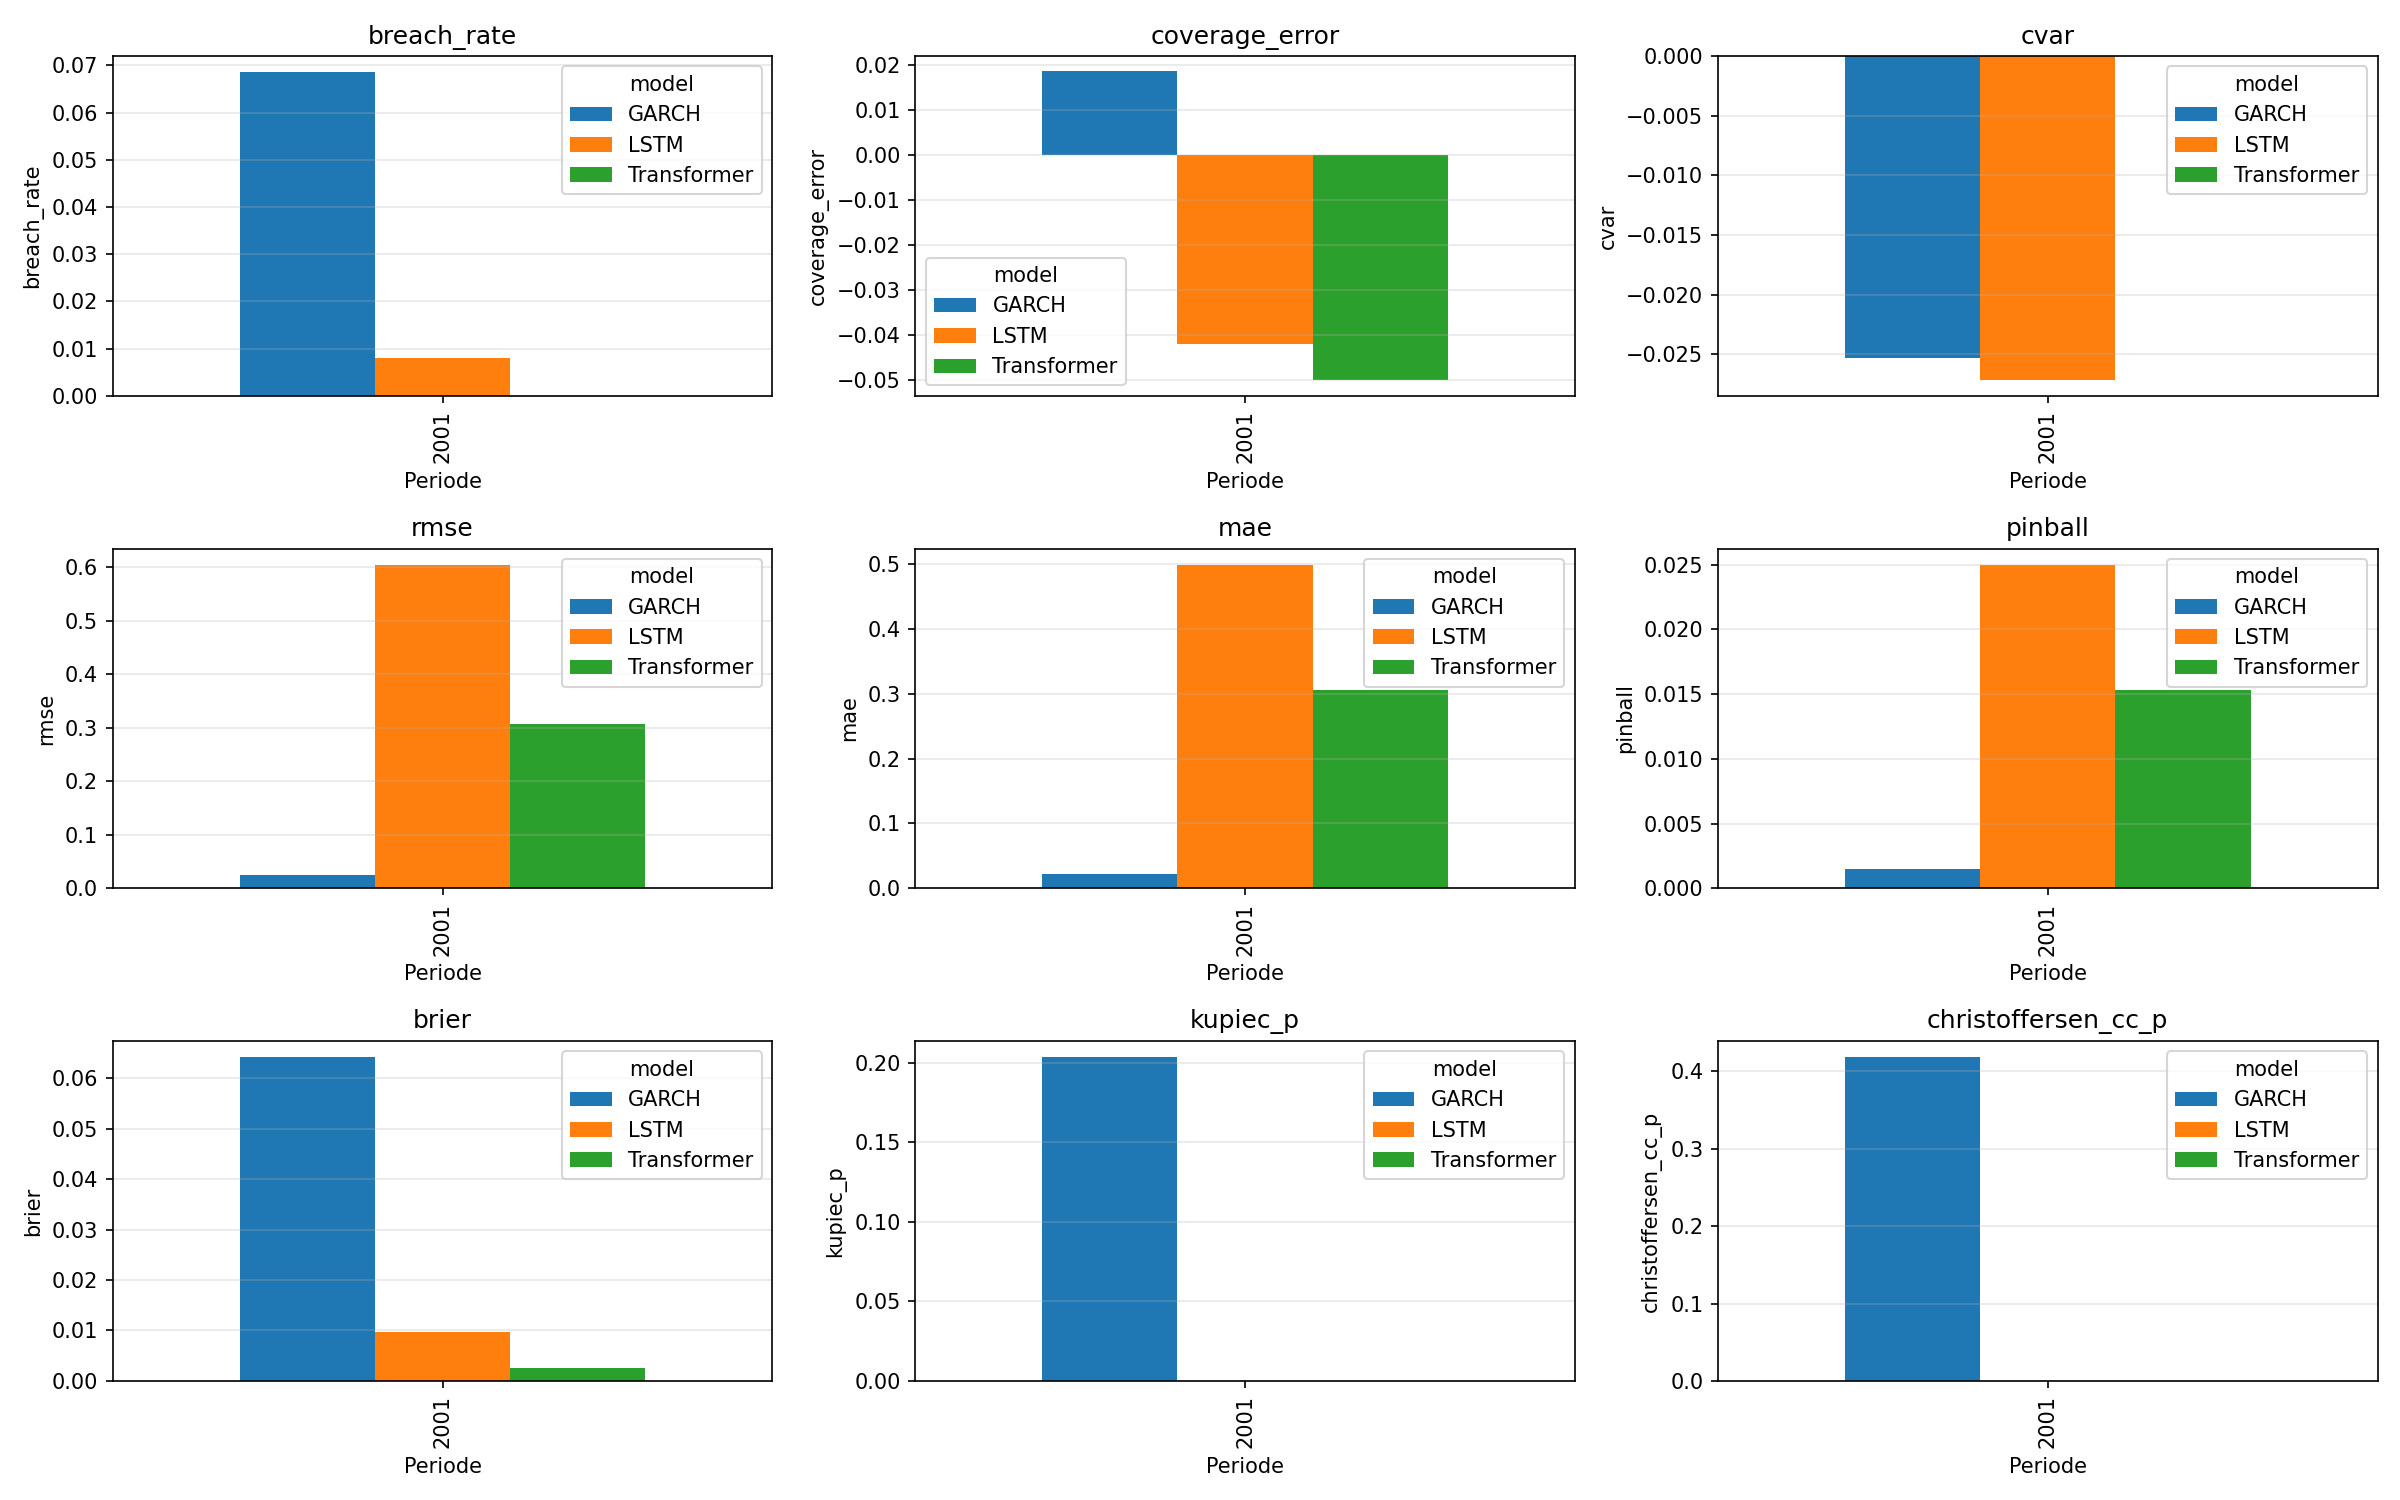 breach_rate
0.07
0.06
0.05
0.04
0.03
0.02
0.01
0.00
breach_rate
model
GARCH
LSTM
Transformer
2001
Periode
coverage_error
0.02
0.01
0.00
−0.01
−0.02
−0.03
−0.04
−0.05
coverage_error
model
GARCH
LSTM
Transformer
2001
Periode
cvar
0.000
−0.005
−0.010
−0.015
−0.020
−0.025
cvar
model
GARCH
LSTM
Transformer
2001
Periode
rmse
0.6
0.5
0.4
0.3
0.2
0.1
0.0
rmse
model
GARCH
LSTM
Transformer
2001
Periode
mae
0.5
0.4
0.3
0.2
0.1
0.0
mae
model
GARCH
LSTM
Transformer
2001
Periode
pinball
0.025
0.020
0.015
0.010
0.005
0.000
pinball
model
GARCH
LSTM
Transformer
2001
Periode
brier
0.06
0.05
0.04
0.03
0.02
0.01
0.00
brier
model
GARCH
LSTM
Transformer
2001
Periode
kupiec_p
0.20
0.15
0.10
0.05
0.00
kupiec_p
model
GARCH
LSTM
Transformer
2001
Periode
christoffersen_cc_p
0.4
0.3
0.2
0.1
0.0
christoffersen_cc_p
model
GARCH
LSTM
Transformer
2001
Periode